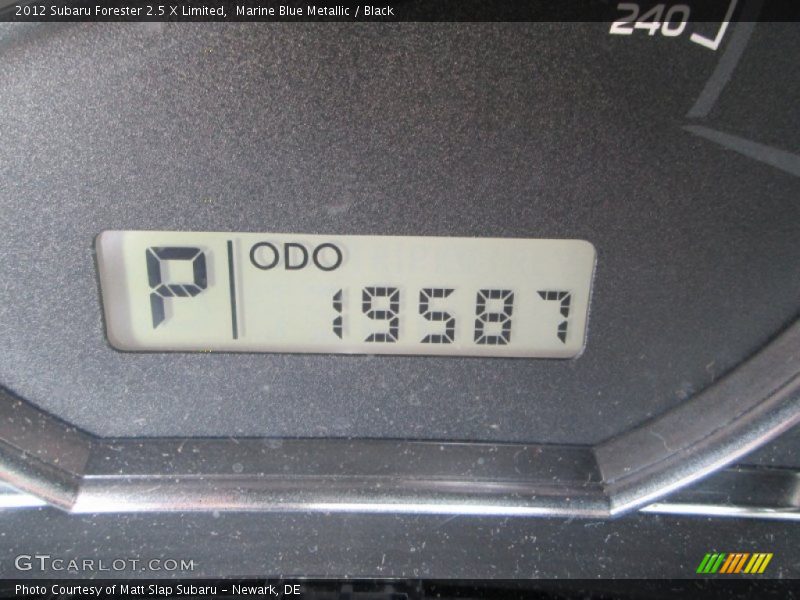 2012 Subaru Forester 2.5 X Limited, Marine Blue Metallic / Black
240
P ODO
19587
GTCARLOT.COM
Photo Courtesy of Matt Slap Subaru - Newark, DE